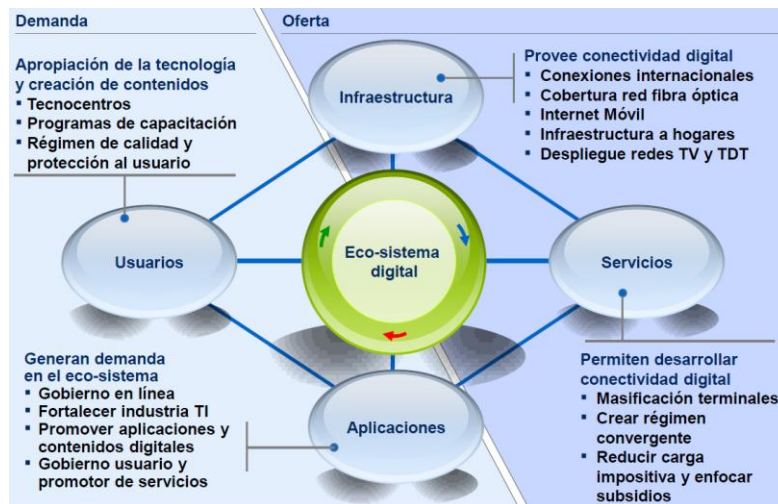 Demanda
Oferta
Apropiación de la tecnología
y creación de contenidos
▪ Tecnocentros
▪ Programas de capacitación
▪ Régimen de calidad y
protección al usuario
Infraestructura
Provee conectividad digital
▪ Conexiones internacionales
▪ Cobertura red fibra óptica
▪ Internet Móvil
▪ Infraestructura a hogares
▪ Despliegue redes TV y TDT
Usuarios
Eco-sistema
digital
Servicios
Generan demanda
en el eco-sistema
▪ Gobierno en línea
▪ Fortalecer industria TI
▪ Promover aplicaciones y
contenidos digitales
▪ Gobierno usuario y
promotor de servicios
Aplicaciones
Permiten desarrollar
conectividad digital
▪ Masificación terminales
▪ Crear régimen
convergente
▪ Reducir carga
impositiva y enfocar
subsidios